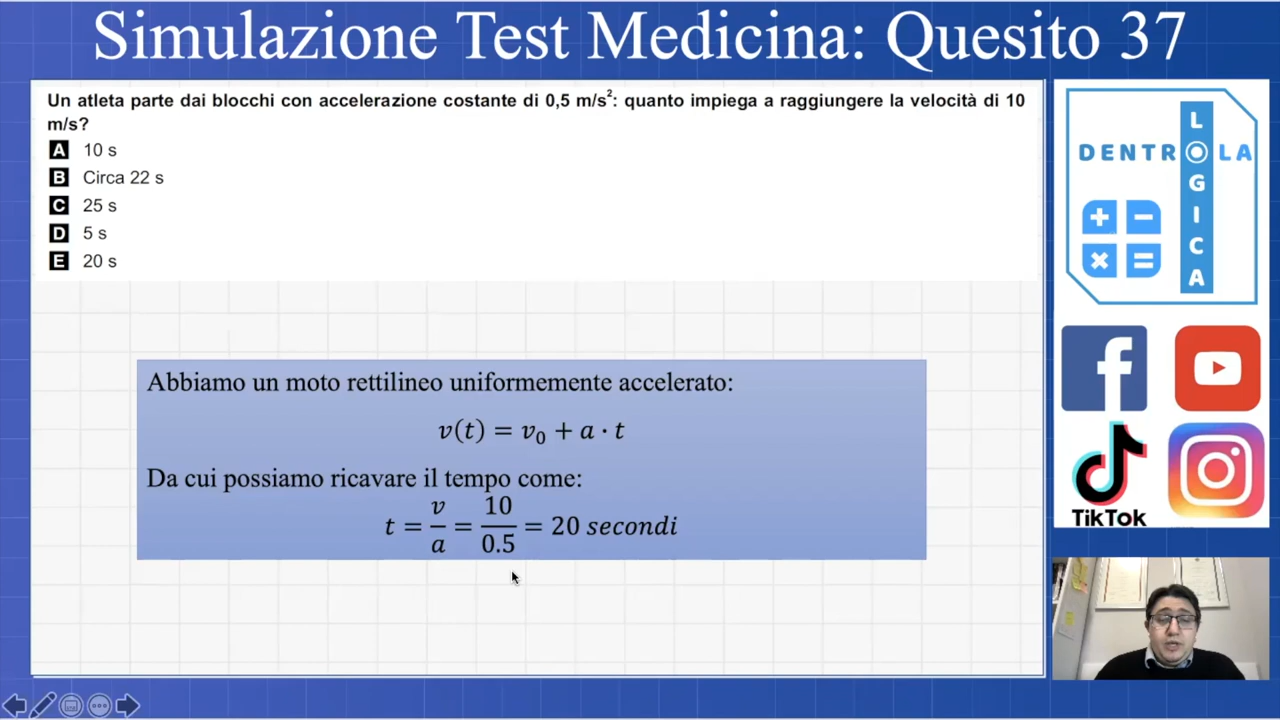 Simulazione Test Medicina: Quesito 37
Un atleta parte dai blocchi con accelerazione costante di 0,5 m/s²: quanto impiega a raggiungere la velocità di 10
m/s?
A 10 s
B Circa 22 s
C 25 s
D 5 s
E 20 s
Abbiamo un moto rettilineo uniformemente accelerato:
v(t) = v₀ + a · t
Da cui possiamo ricavare il tempo come:
t = v/a = 10/0.5 = 20 secondi
DENTRO LA
LOGICA
+ −
× =
f
TikTok